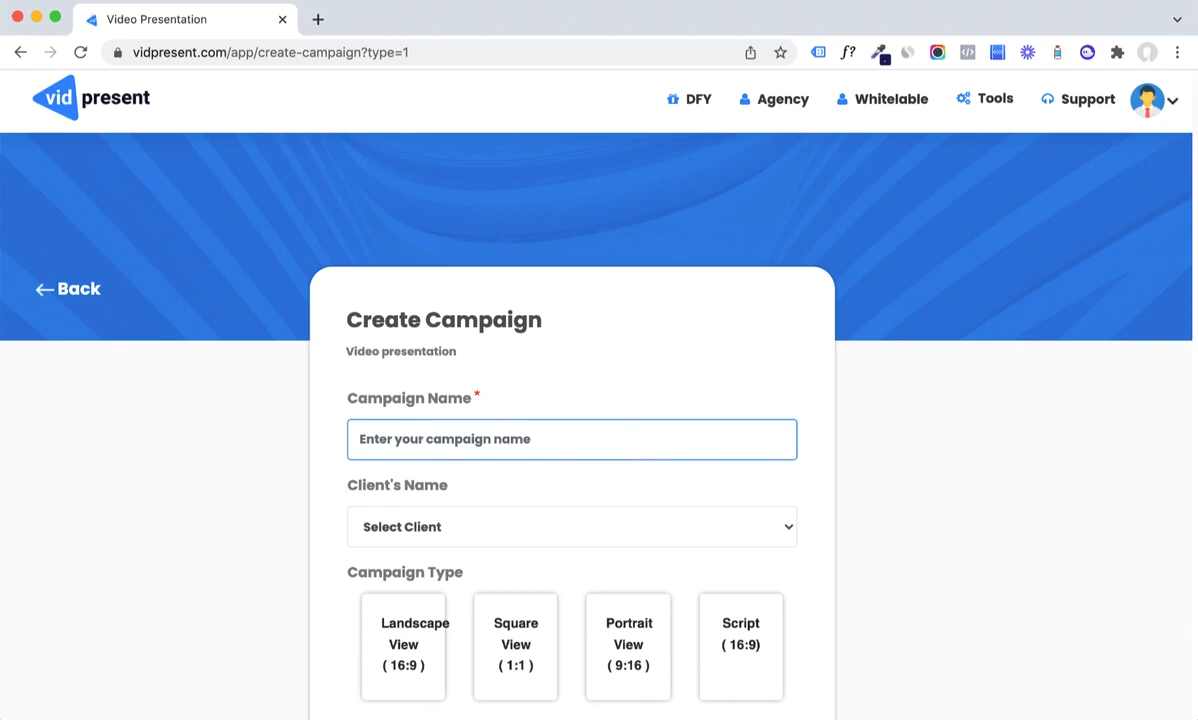 Video Presentation
vidpresent.com/app/create-campaign?type=1
f?
vid present
DFY
Agency
Whitelable
Tools
Support
Back
Create Campaign
Video presentation
Campaign Name *
Enter your campaign name
Client's Name
Select Client
Campaign Type
Landscape
View
( 16:9 )
Square
View
( 1:1 )
Portrait
View
( 9:16 )
Script
( 16:9)